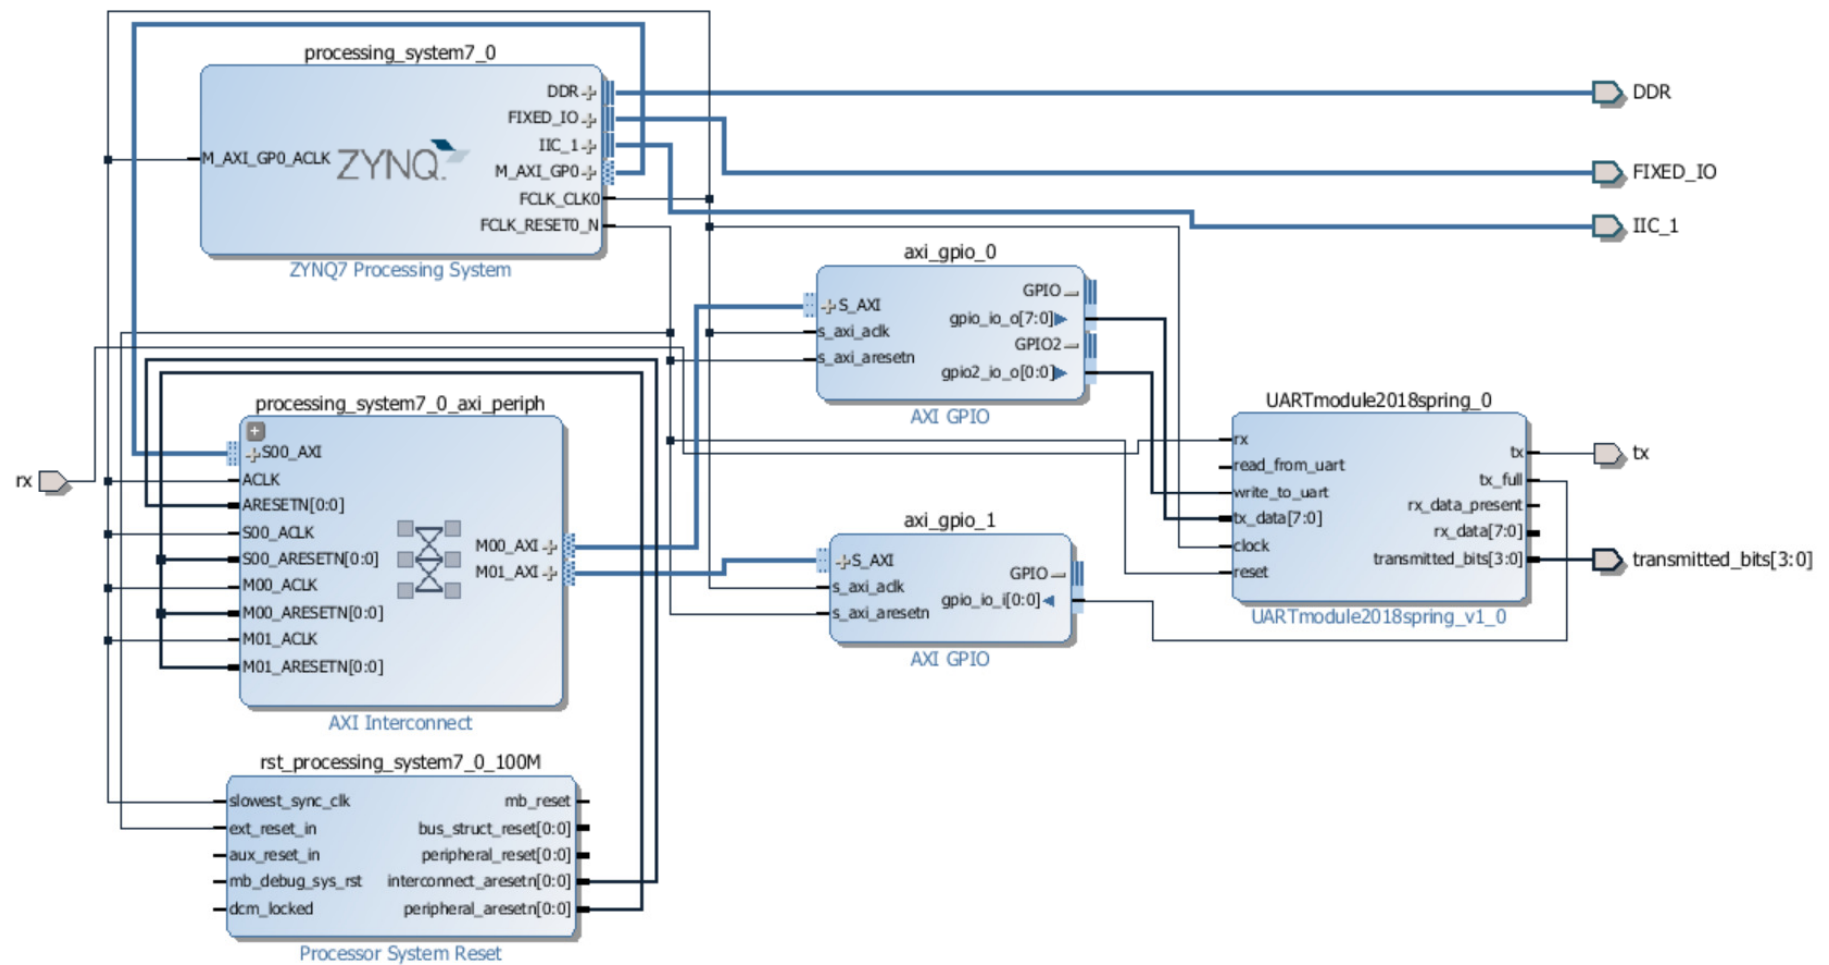 processing_system7_0
DDR
FIXED_IO
IIC_1
M_AXI_GP0_ACLK
ZYNQ.
M_AXI_GP0
FCLK_CLK0
FCLK_RESET0_N
ZYNQ7 Processing System
DDR
FIXED_IO
IIC_1
axi_gpio_0
S_AXI
s_axi_aclk
s_axi_aresetn
GPIO
gpio_io_o[7:0]
GPIO2
gpio2_io_o[0:0]
AXI GPIO
processing_system7_0_axi_periph
rx
S00_AXI
ACLK
ARESETN[0:0]
S00_ACLK
S00_ARESETN[0:0]
M00_ACLK
M00_ARESETN[0:0]
M01_ACLK
M01_ARESETN[0:0]
M00_AXI
M01_AXI
AXI Interconnect
axi_gpio_1
S_AXI
s_axi_aclk
s_axi_aresetn
GPIO
gpio_io_i[0:0]
AXI GPIO
UARTmodule2018spring_0
rx
read_from_uart
write_to_uart
tx_data[7:0]
clock
reset
tx
tx_full
rx_data_present
rx_data[7:0]
transmitted_bits[3:0]
UARTmodule2018spring_v1_0
tx
transmitted_bits[3:0]
rst_processing_system7_0_100M
slowest_sync_clk
ext_reset_in
aux_reset_in
mb_debug_sys_rst
dcm_locked
mb_reset
bus_struct_reset[0:0]
peripheral_reset[0:0]
interconnect_aresetn[0:0]
peripheral_aresetn[0:0]
Processor System Reset